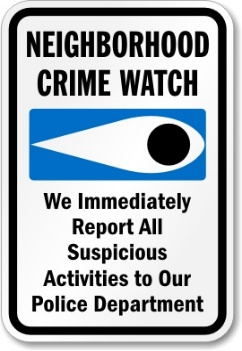 NEIGHBORHOOD
CRIME WATCH
We Immediately
Report All
Suspicious
Activities to Our
Police Department